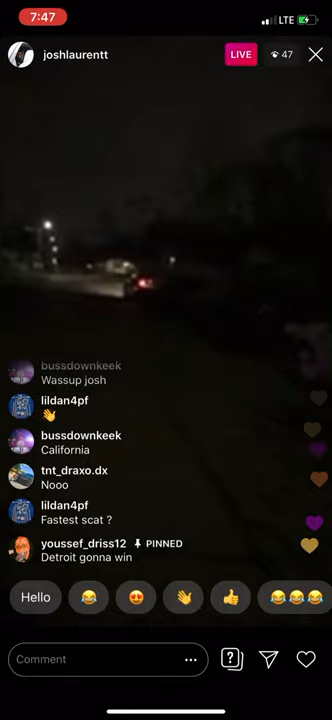 7:47
LTE
joshlaurentt
LIVE
47
bussdownkeek
Wassup josh
lildan4pf
bussdownkeek
California
tnt_draxo.dx
Nooo
lildan4pf
Fastest scat ?
youssef_driss12 PINNED
Detroit gonna win
Hello
Comment